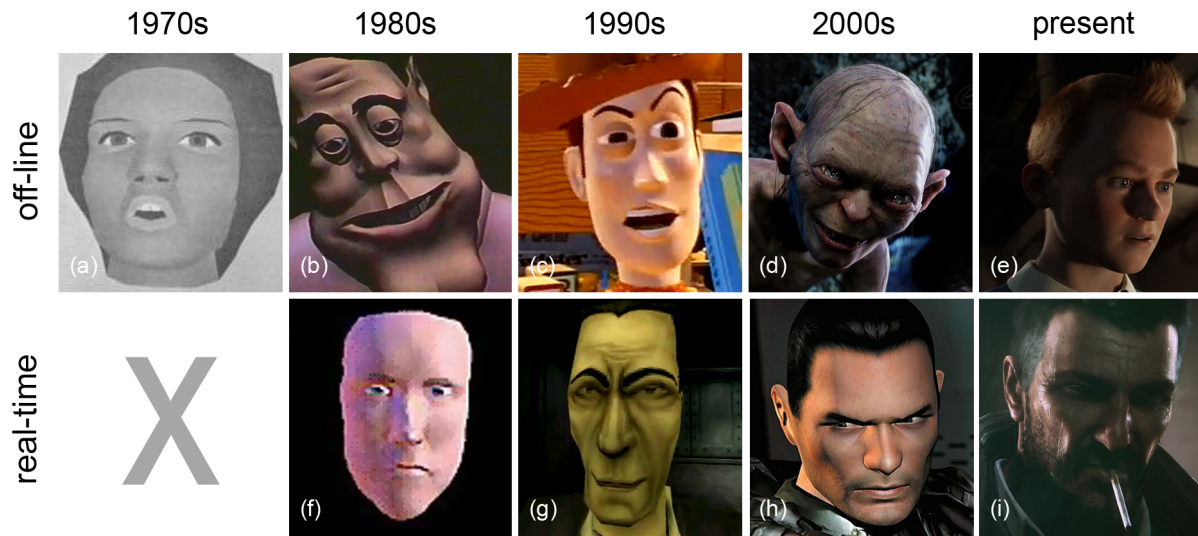 1970s 1980s 1990s 2000s present
off-line
(a) (b) (c) (d) (e)
real-time
X
(f) (g) (h) (i)